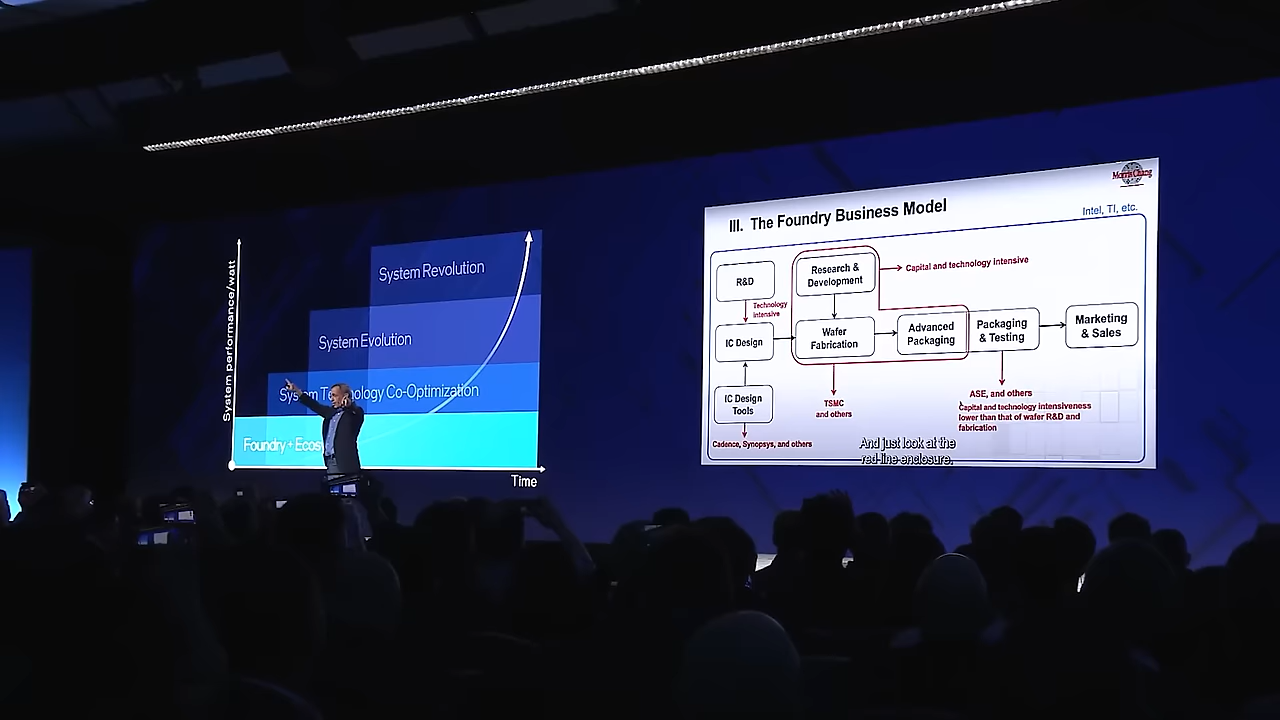 System performance/watt
System Revolution
System Evolution
System Technology Co-Optimization
Foundry + Ecos
Time
Morris Chang
III. The Foundry Business Model
Intel, TI, etc.
R&D
Research &
Development
Capital and technology intensive
Technology
intensive
IC Design
Wafer
Fabrication
Advanced
Packaging
Packaging
& Testing
Marketing
& Sales
IC Design
Tools
TSMC
and others
ASE, and others
Capital and technology intensiveness
lower than that of wafer R&D and
fabrication
Cadence, Synopsys, and others
And just look at the
red-line-enclosure.